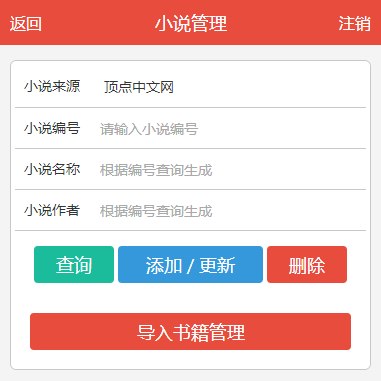 返回 小说管理 注销
小说来源 顶点中文网
小说编号 请输入小说编号
小说名称 根据编号查询生成
小说作者 根据编号查询生成
查询 添加 / 更新 删除
导入书籍管理